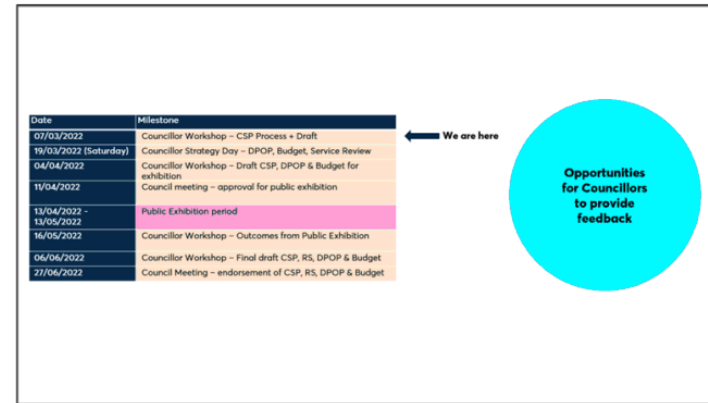 Date Milestone
07/03/2022 Councillor Workshop – CSP Process + Draft
We are here
19/03/2022 (Saturday) Councillor Strategy Day – DPOP, Budget, Service Review
04/04/2022 Councillor Workshop – Draft CSP, DPOP & Budget for
exhibition
11/04/2022 Council meeting – approval for public exhibition
13/04/2022 - Public Exhibition period
13/05/2022
16/05/2022 Councillor Workshop – Outcomes from Public Exhibition
06/06/2022 Councillor Workshop – Final draft CSP, RS, DPOP & Budget
27/06/2022 Council Meeting – endorsement of CSP, RS, DPOP & Budget
Opportunities
for Councillors
to provide
feedback